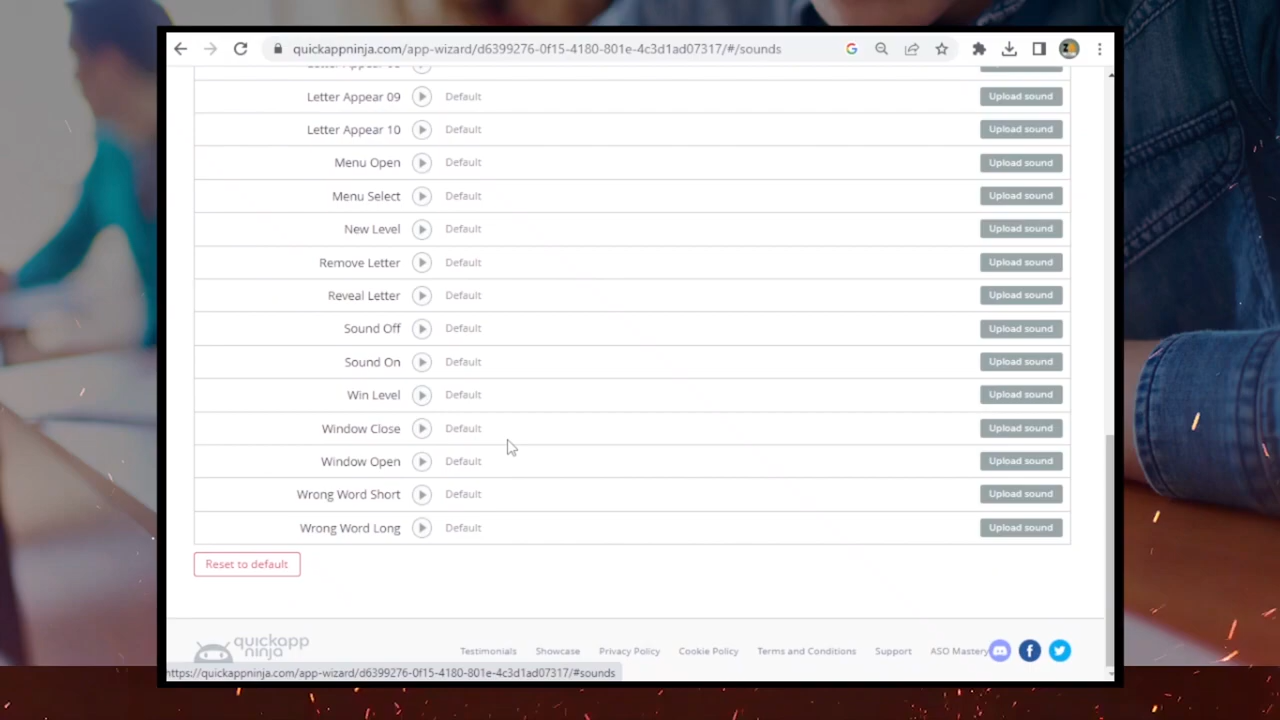 quickappninja.com/app-wizard/d6399276-0f15-4180-801e-4c3d1ad07317/#/sounds
Letter Appear 09 Default Upload sound
Letter Appear 10 Default Upload sound
Menu Open Default Upload sound
Menu Select Default Upload sound
New Level Default Upload sound
Remove Letter Default Upload sound
Reveal Letter Default Upload sound
Sound Off Default Upload sound
Sound On Default Upload sound
Win Level Default Upload sound
Window Close Default Upload sound
Window Open Default Upload sound
Wrong Word Short Default Upload sound
Wrong Word Long Default Upload sound
Reset to default
quickapp
ninja
Testimonials Showcase Privacy Policy Cookie Policy Terms and Conditions Support ASO Mastery
https://quickappninja.com/app-wizard/d6399276-0f15-4180-801e-4c3d1ad07317/#sounds